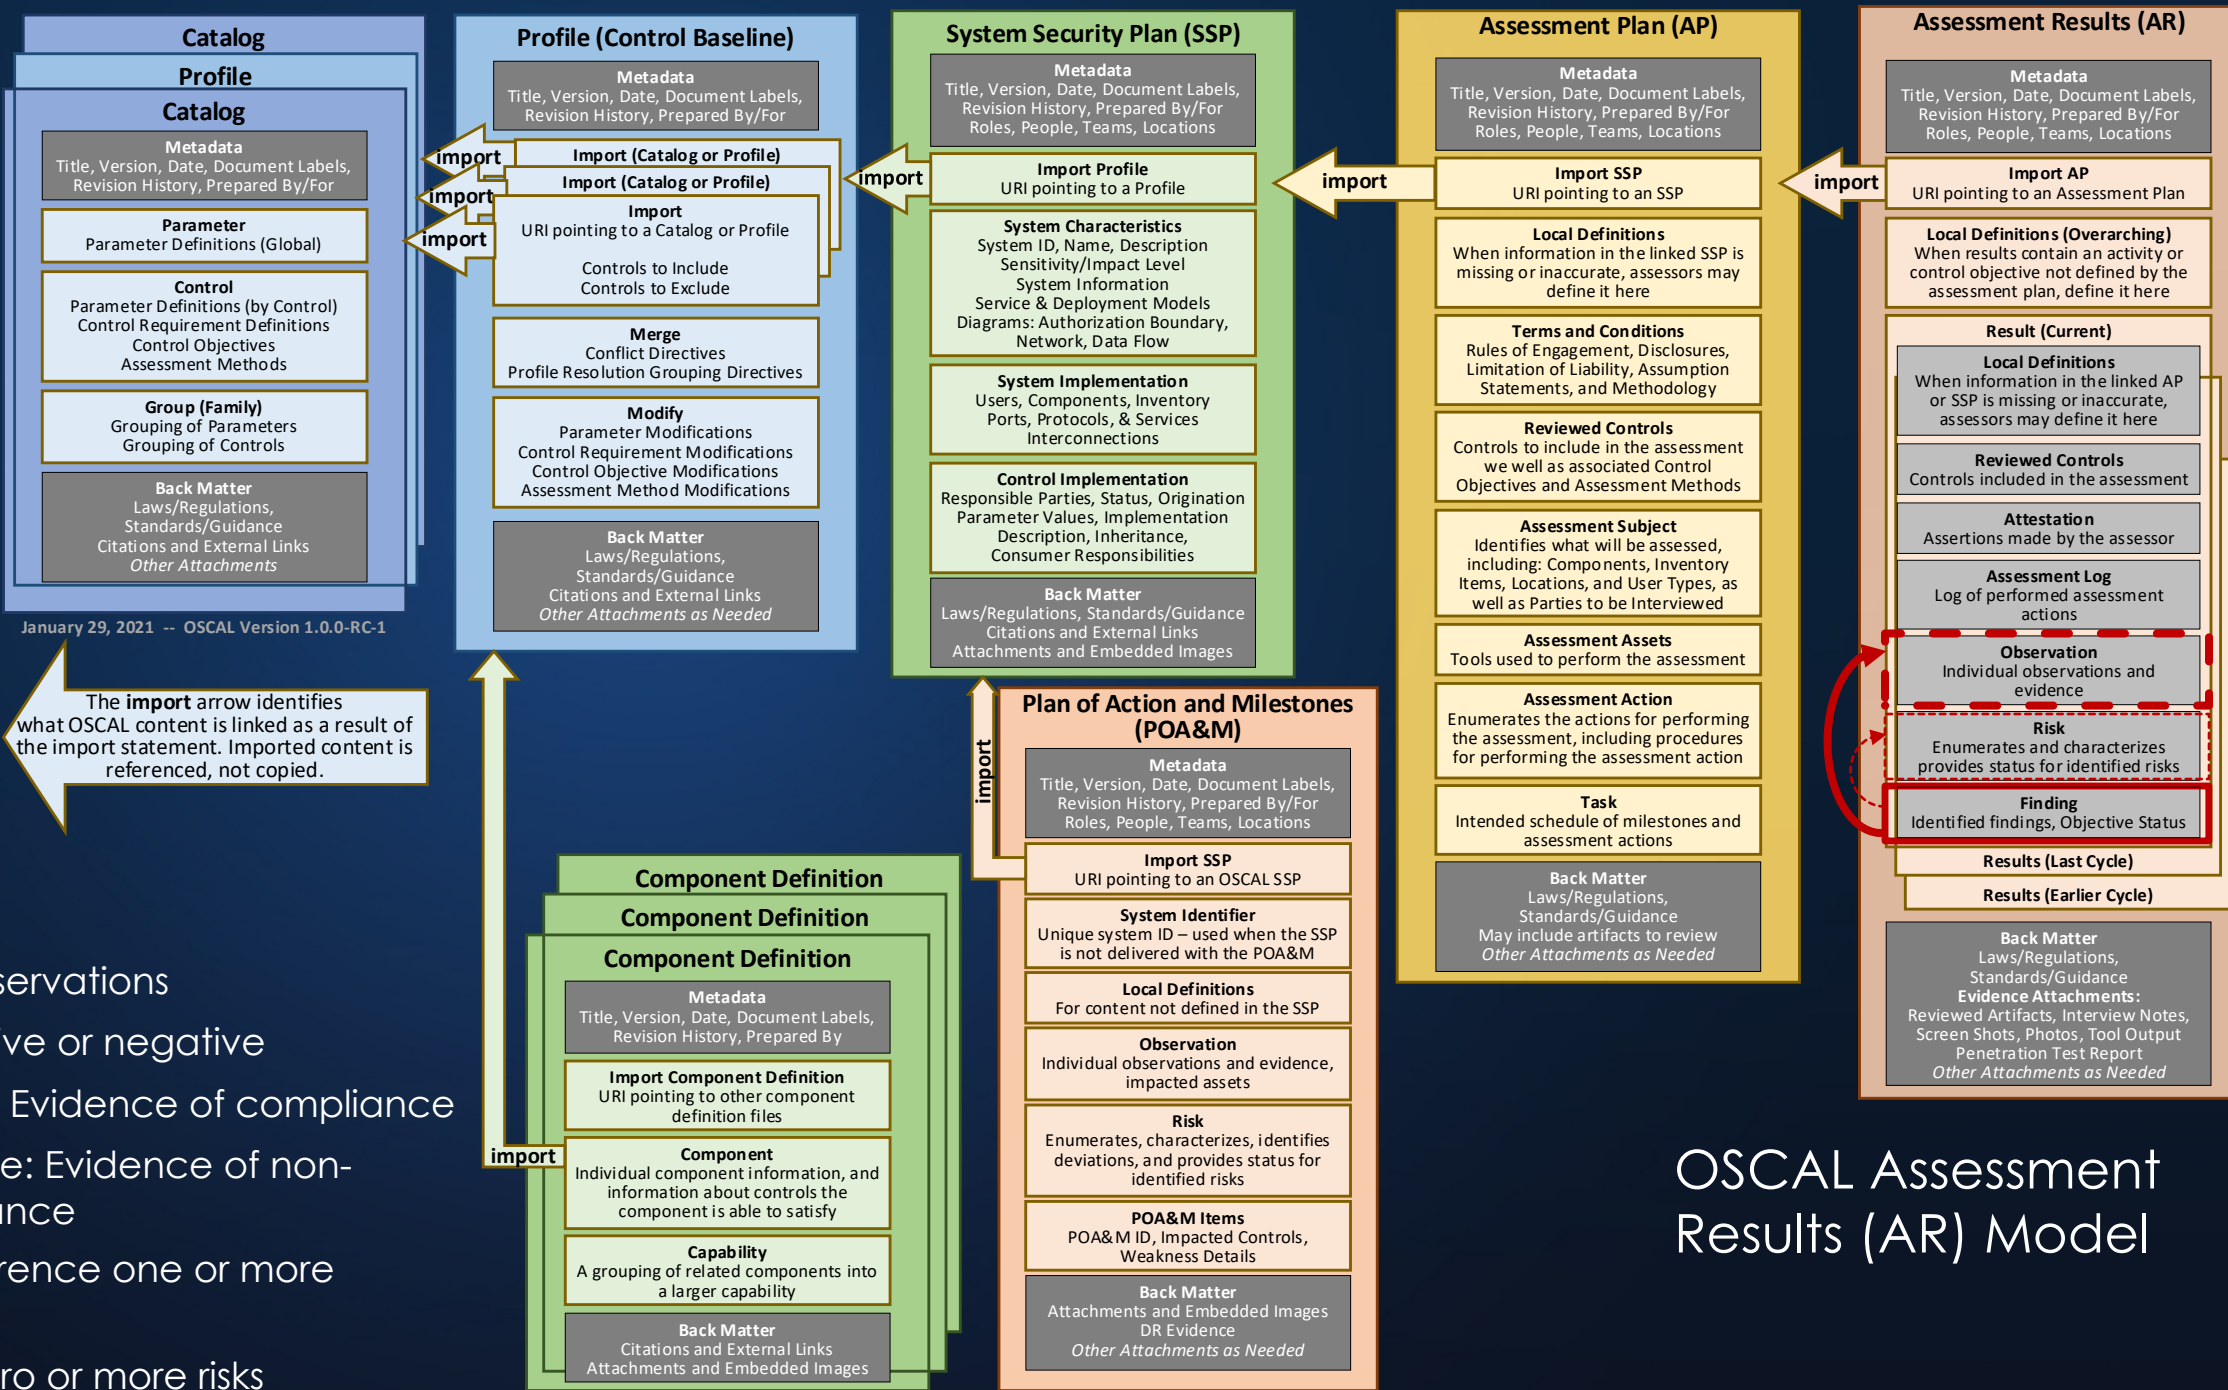 Catalog
Profile
Catalog
Metadata
Title, Version, Date, Document Labels,
Revision History, Prepared By/For
Parameter
Parameter Definitions (Global)
Control
Parameter Definitions (by Control)
Control Requirement Definitions
Control Objectives
Assessment Methods
Group (Family)
Grouping of Parameters
Grouping of Controls
Back Matter
Laws/Regulations,
Standards/Guidance
Citations and External Links
Other Attachments
January 29, 2021 -- OSCAL Version 1.0.0-RC-1
The import arrow identifies
what OSCAL content is linked as a result of
the import statement. Imported content is
referenced, not copied.
Profile (Control Baseline)
Metadata
Title, Version, Date, Document Labels,
Revision History, Prepared By/For
import
Import (Catalog or Profile)
import
Import (Catalog or Profile)
import
Import
URI pointing to a Catalog or Profile
Controls to Include
Controls to Exclude
Merge
Conflict Directives
Profile Resolution Grouping Directives
Modify
Parameter Modifications
Control Requirement Modifications
Control Objective Modifications
Assessment Method Modifications
Back Matter
Laws/Regulations,
Standards/Guidance
Citations and External Links
Other Attachments as Needed
System Security Plan (SSP)
Metadata
Title, Version, Date, Document Labels,
Revision History, Prepared By/For
Roles, People, Teams, Locations
import
Import Profile
URI pointing to a Profile
System Characteristics
System ID, Name, Description
Sensitivity/Impact Level
System Information
Service & Deployment Models
Diagrams: Authorization Boundary,
Network, Data Flow
System Implementation
Users, Components, Inventory
Ports, Protocols, & Services
Interconnections
Control Implementation
Responsible Parties, Status, Origination
Parameter Values, Implementation
Description, Inheritance,
Consumer Responsibilities
Back Matter
Laws/Regulations, Standards/Guidance
Citations and External Links
Attachments and Embedded Images
Assessment Plan (AP)
Metadata
Title, Version, Date, Document Labels,
Revision History, Prepared By/For
Roles, People, Teams, Locations
import
Import SSP
URI pointing to an SSP
Local Definitions
When information in the linked SSP is
missing or inaccurate, assessors may
define it here
Terms and Conditions
Rules of Engagement, Disclosures,
Limitation of Liability, Assumption
Statements, and Methodology
Reviewed Controls
Controls to include in the assessment
we well as associated Control
Objectives and Assessment Methods
Assessment Subject
Identifies what will be assessed,
including: Components, Inventory
Items, Locations, and User Types, as
well as Parties to be Interviewed
Assessment Assets
Tools used to perform the assessment
Assessment Action
Enumerates the actions for performing
the assessment, including procedures
for performing the assessment action
Task
Intended schedule of milestones and
assessment actions
Back Matter
Laws/Regulations,
Standards/Guidance
May include artifacts to review
Other Attachments as Needed
Assessment Results (AR)
Metadata
Title, Version, Date, Document Labels,
Revision History, Prepared By/For
Roles, People, Teams, Locations
import
Import AP
URI pointing to an Assessment Plan
Local Definitions (Overarching)
When results contain an activity or
control objective not defined by the
assessment plan, define it here
Result (Current)
Local Definitions
When information in the linked AP
or SSP is missing or inaccurate,
assessors may define it here
Reviewed Controls
Controls included in the assessment
Attestation
Assertions made by the assessor
Assessment Log
Log of performed assessment
actions
Observation
Individual observations and
evidence
Risk
Enumerates and characterizes
provides status for identified risks
Finding
Identified findings, Objective Status
Results (Last Cycle)
Results (Earlier Cycle)
Back Matter
Laws/Regulations,
Standards/Guidance
Evidence Attachments:
Reviewed Artifacts, Interview Notes,
Screen Shots, Photos, Tool Output
Penetration Test Report
Other Attachments as Needed
Plan of Action and Milestones
(POA&M)
Metadata
Title, Version, Date, Document Labels,
Revision History, Prepared By/For
Roles, People, Teams, Locations
import
Import SSP
URI pointing to an OSCAL SSP
System Identifier
Unique system ID – used when the SSP
is not delivered with the POA&M
Local Definitions
For content not defined in the SSP
Observation
Individual observations and evidence,
impacted assets
Risk
Enumerates, characterizes, identifies
deviations, and provides status for
identified risks
POA&M Items
POA&M ID, Impacted Controls,
Weakness Details
Back Matter
Attachments and Embedded Images
DR Evidence
Other Attachments as Needed
Component Definition
Component Definition
Component Definition
Metadata
Title, Version, Date, Document Labels,
Revision History, Prepared By
Import Component Definition
URI pointing to other component
definition files
import
Component
Individual component information, and
information about controls the
component is able to satisfy
Capability
A grouping of related components into
a larger capability
Back Matter
Citations and External Links
Attachments and Embedded Images
servations
ive or negative
Evidence of compliance
e: Evidence of non-
ance
rence one or more
ro or more risks
OSCAL Assessment
Results (AR) Model